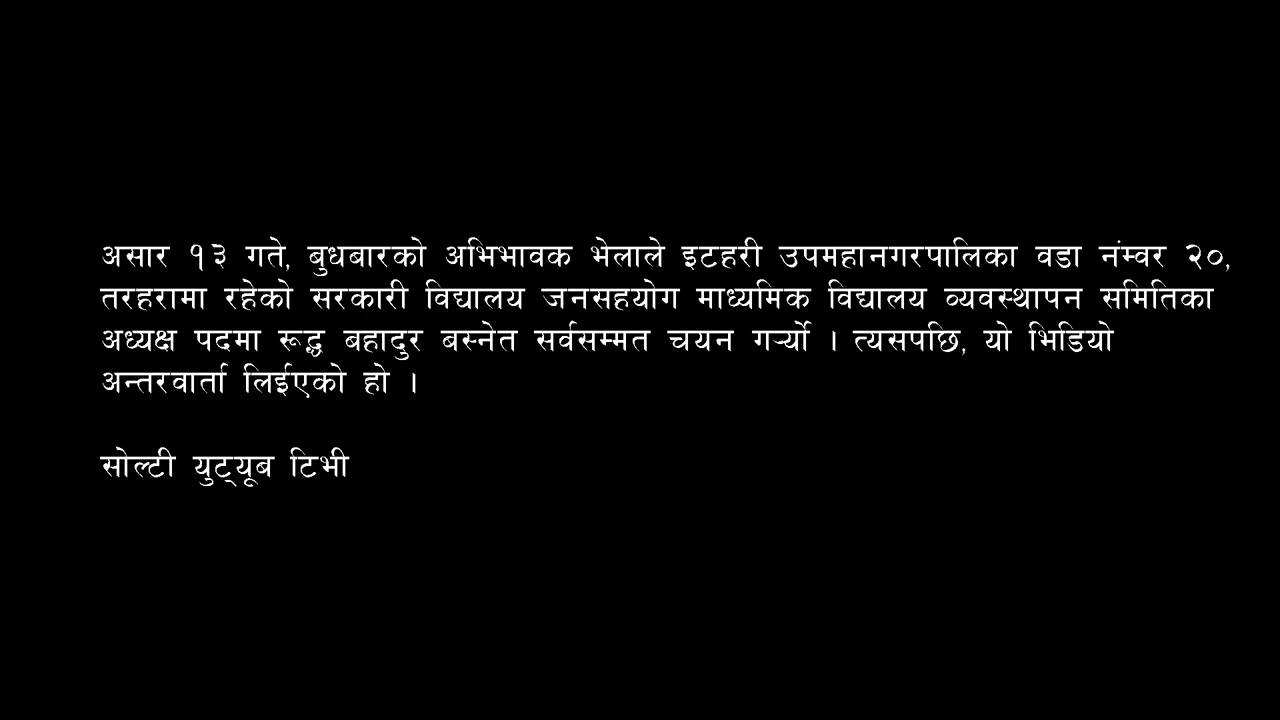 असार १३ गते, बुधबारको अभिभावक भेलाले इटहरी उपमहानगरपालिका वडा नंम्वर २०,
तरहरामा रहेको सरकारी विद्यालय जनसहयोग माध्यमिक विद्यालय व्यवस्थापन समितिका
अध्यक्ष पदमा रूद्ध बहादुर बस्नेत सर्वसम्मत चयन गर्‍यो । त्यसपछि, यो भिडियो
अन्तरवार्ता लिईएको हो ।
सोल्टी युट्यूब टिभी